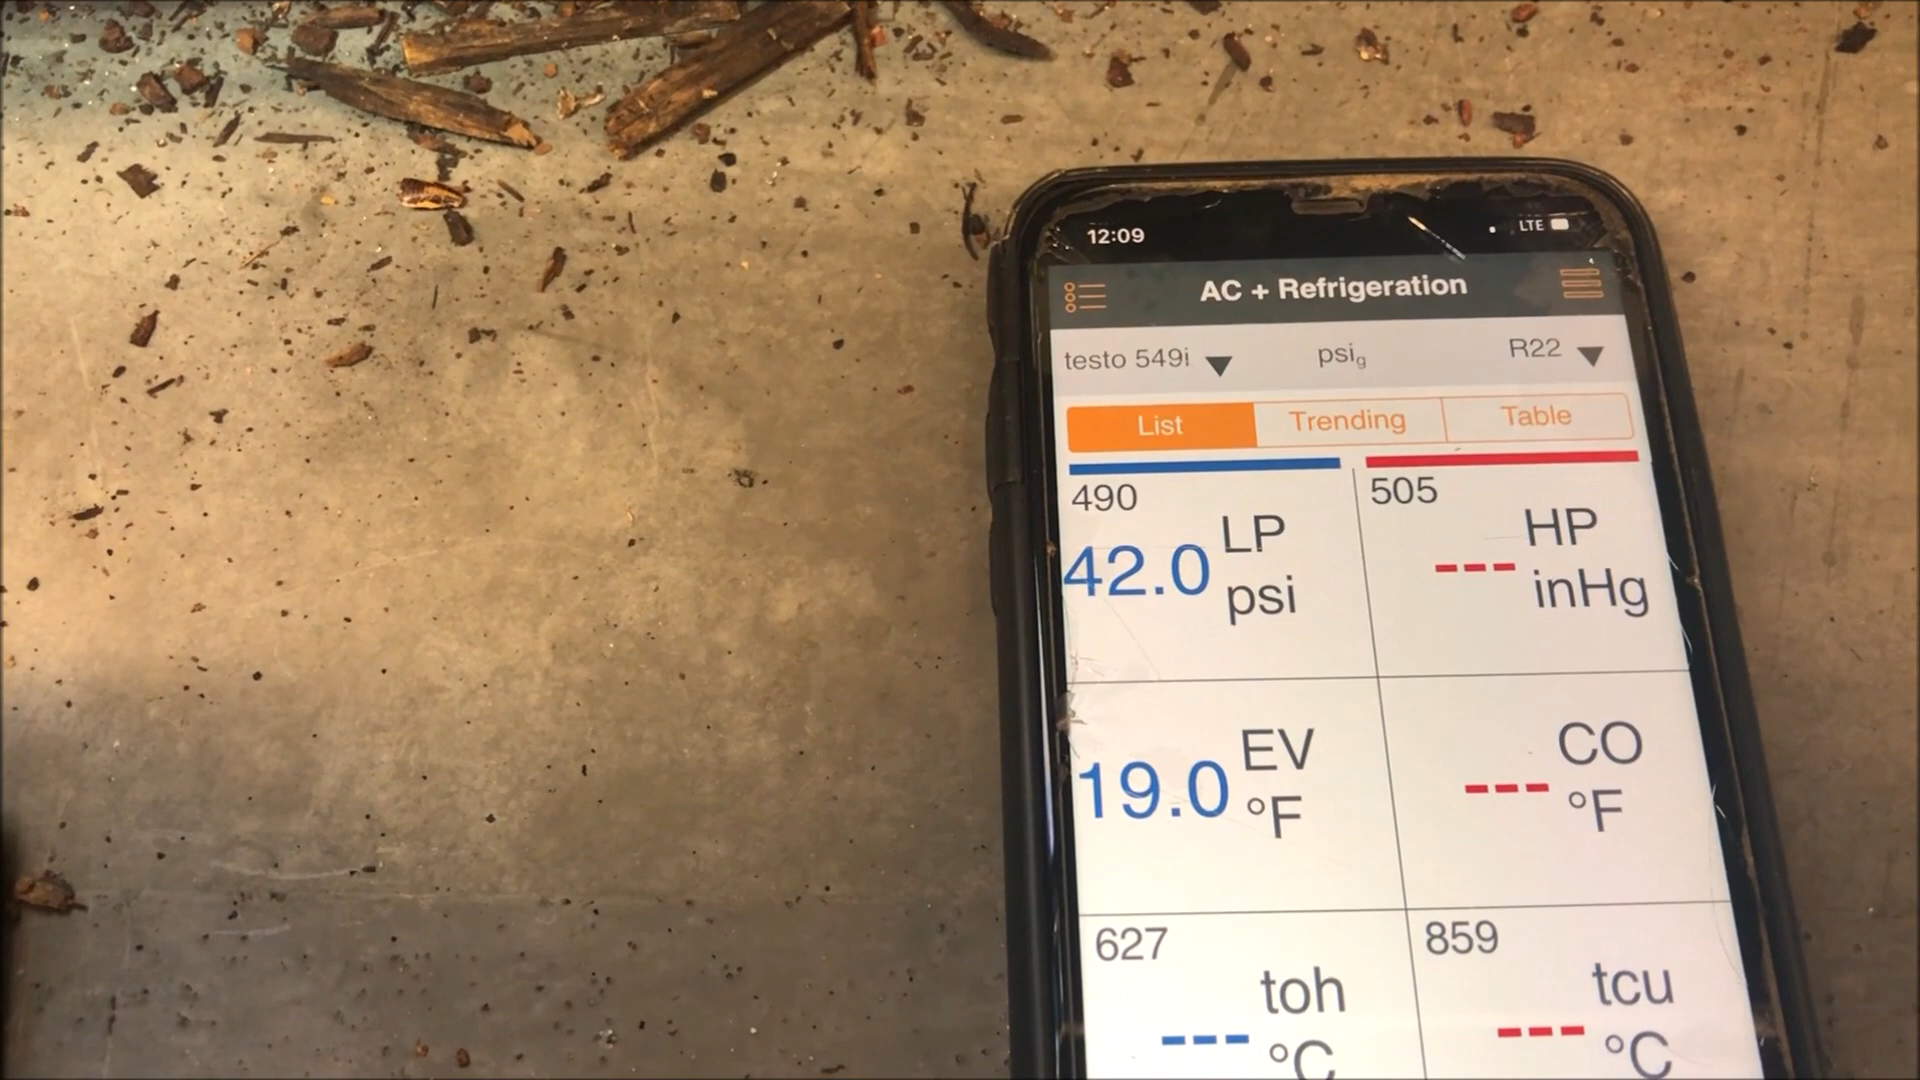 12:09 LTE
AC + Refrigeration
testo 549i psig R22
List Trending Table
490 505
42.0 LP psi
--- HP inHg
19.0 EV °F
--- CO °F
627 859
--- toh °C
--- tcu °C